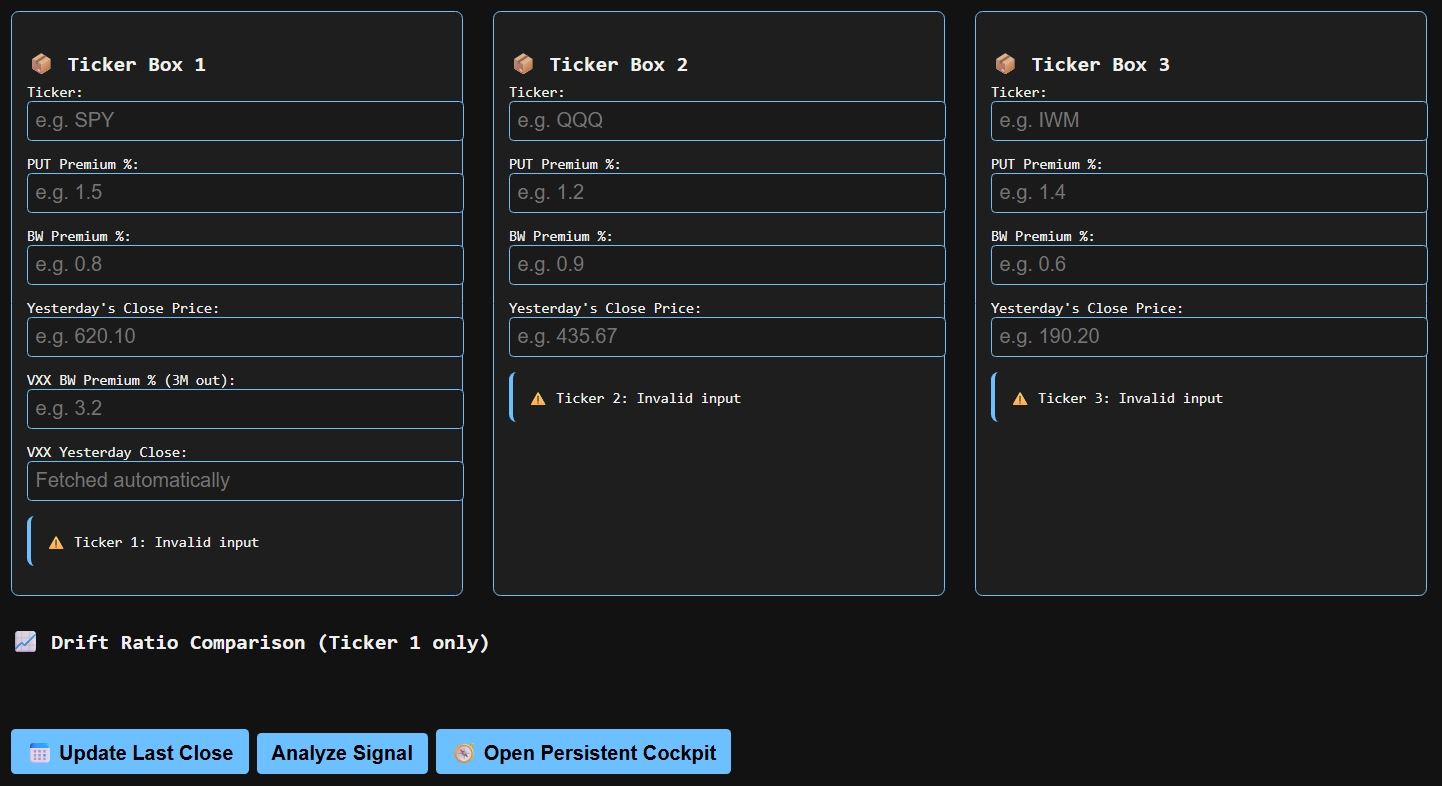 Ticker Box 1
Ticker:
e.g. SPY
PUT Premium %:
e.g. 1.5
BW Premium %:
e.g. 0.8
Yesterday's Close Price:
e.g. 620.10
VXX BW Premium % (3M out):
e.g. 3.2
VXX Yesterday Close:
Fetched automatically
Ticker 1: Invalid input
Ticker Box 2
Ticker:
e.g. QQQ
PUT Premium %:
e.g. 1.2
BW Premium %:
e.g. 0.9
Yesterday's Close Price:
e.g. 435.67
Ticker 2: Invalid input
Ticker Box 3
Ticker:
e.g. IWM
PUT Premium %:
e.g. 1.4
BW Premium %:
e.g. 0.6
Yesterday's Close Price:
e.g. 190.20
Ticker 3: Invalid input
Drift Ratio Comparison (Ticker 1 only)
Update Last Close
Analyze Signal
Open Persistent Cockpit